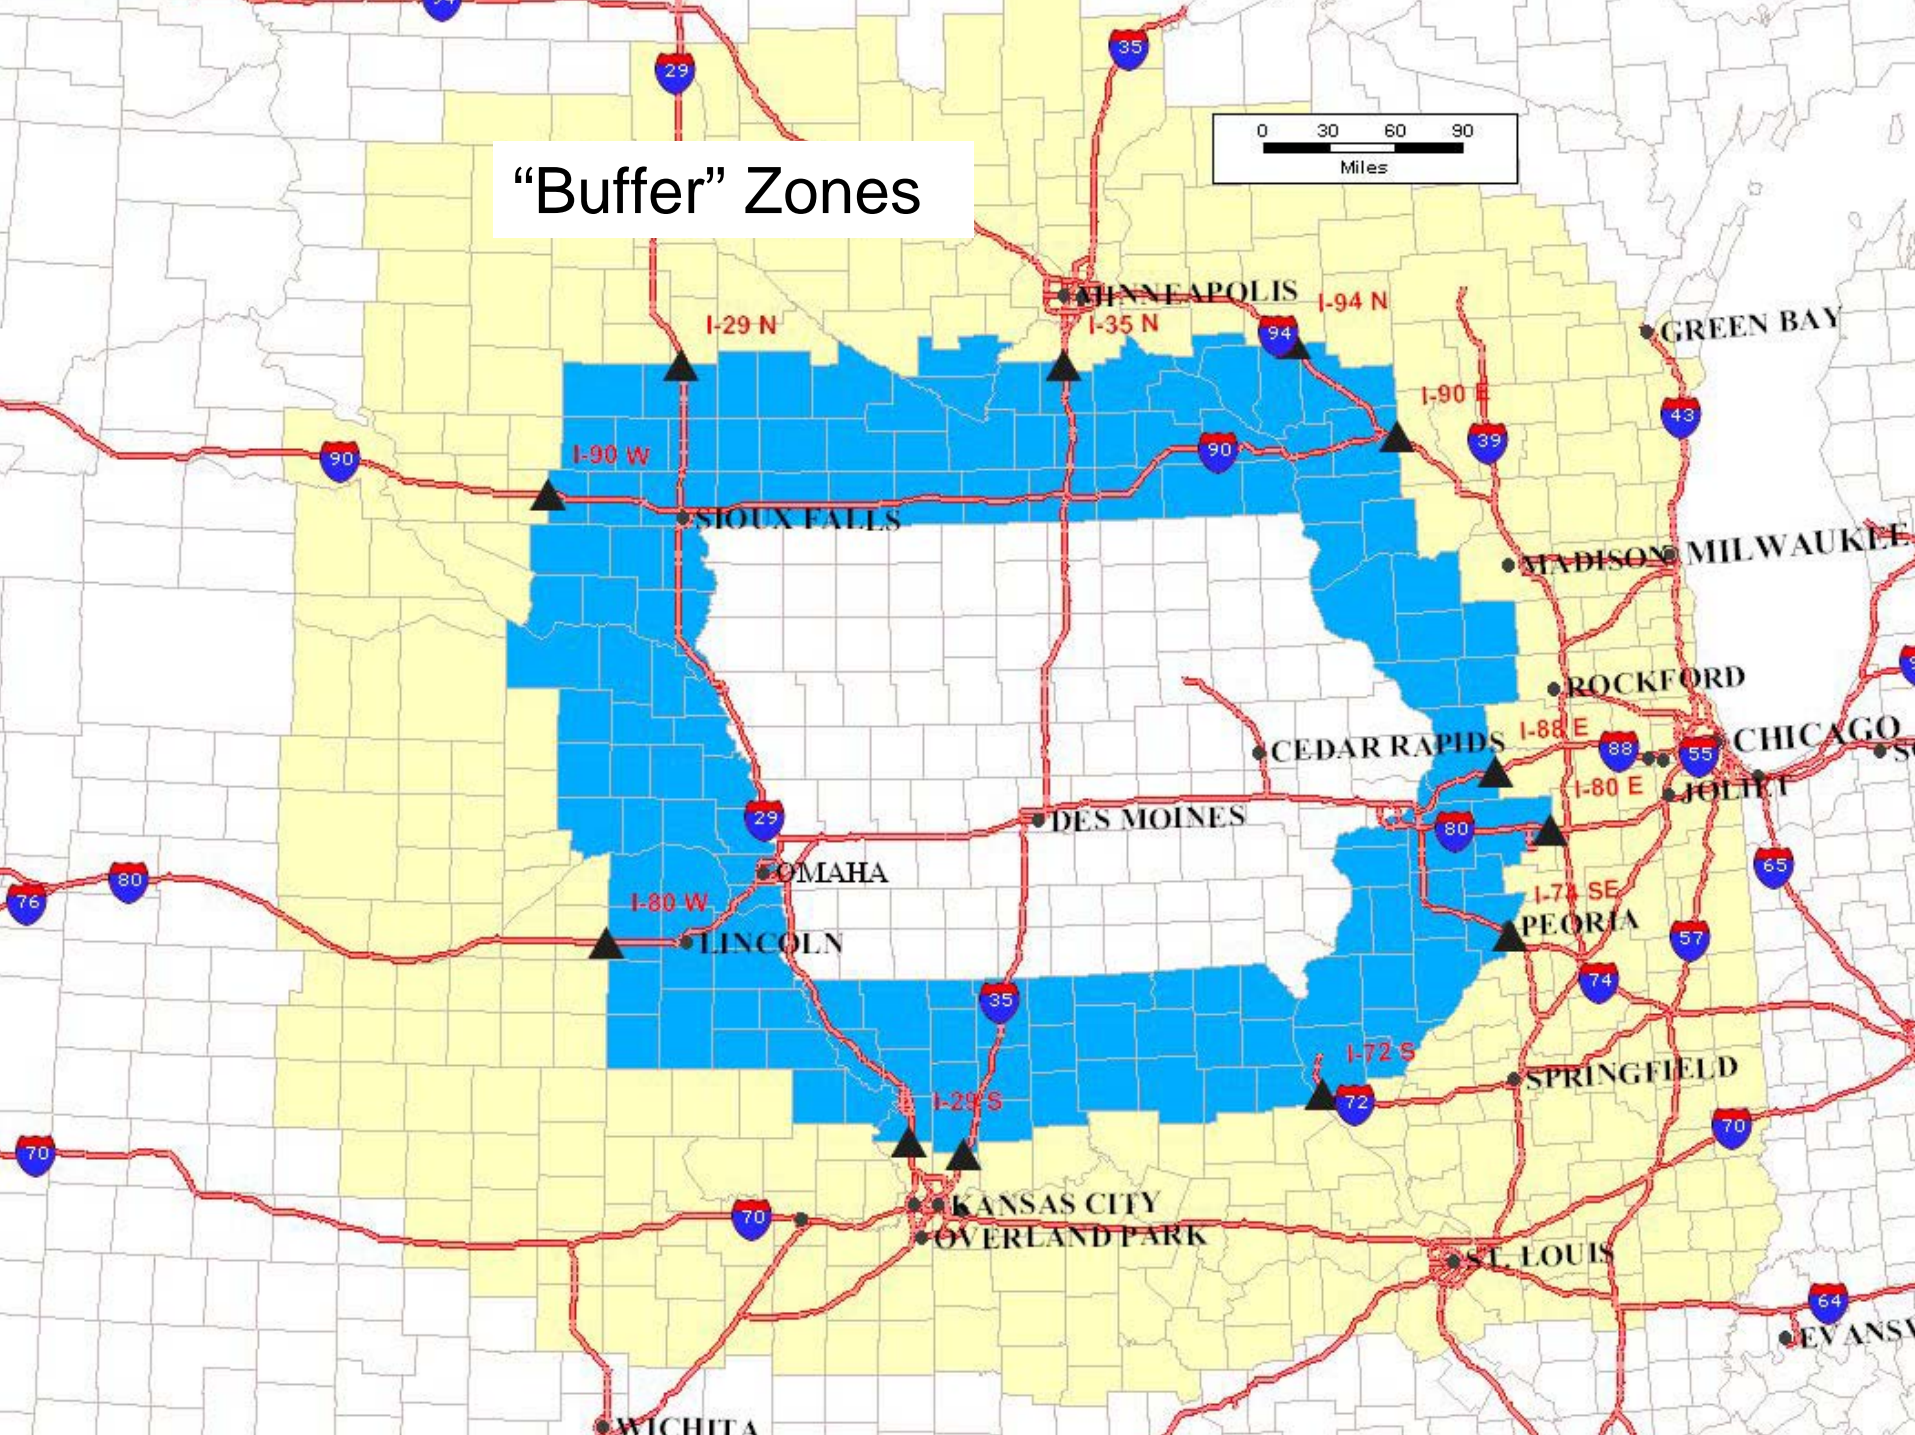 94
35
29
0 30 60 90
Miles
“Buffer” Zones
MINNEAPOLIS
I-94 N
I-29 N
I-35 N
94
GREEN BAY
I-90 E
43
39
90
I-90 W
90
SIOUX FALLS
MADISON
MILWAUKEE
ROCKFORD
I-88 E
88
55
CHICAGO
CEDAR RAPIDS
I-80 E
JOLIET
29
DES MOINES
80
65
OMAHA
80
76
I-80 W
I-74 SE
PEORIA
57
LINCOLN
74
35
I-72 S
SPRINGFIELD
72
I-29 S
70
70
KANSAS CITY
70
OVERLAND PARK
ST. LOUIS
64
EVANSV
WICHITA